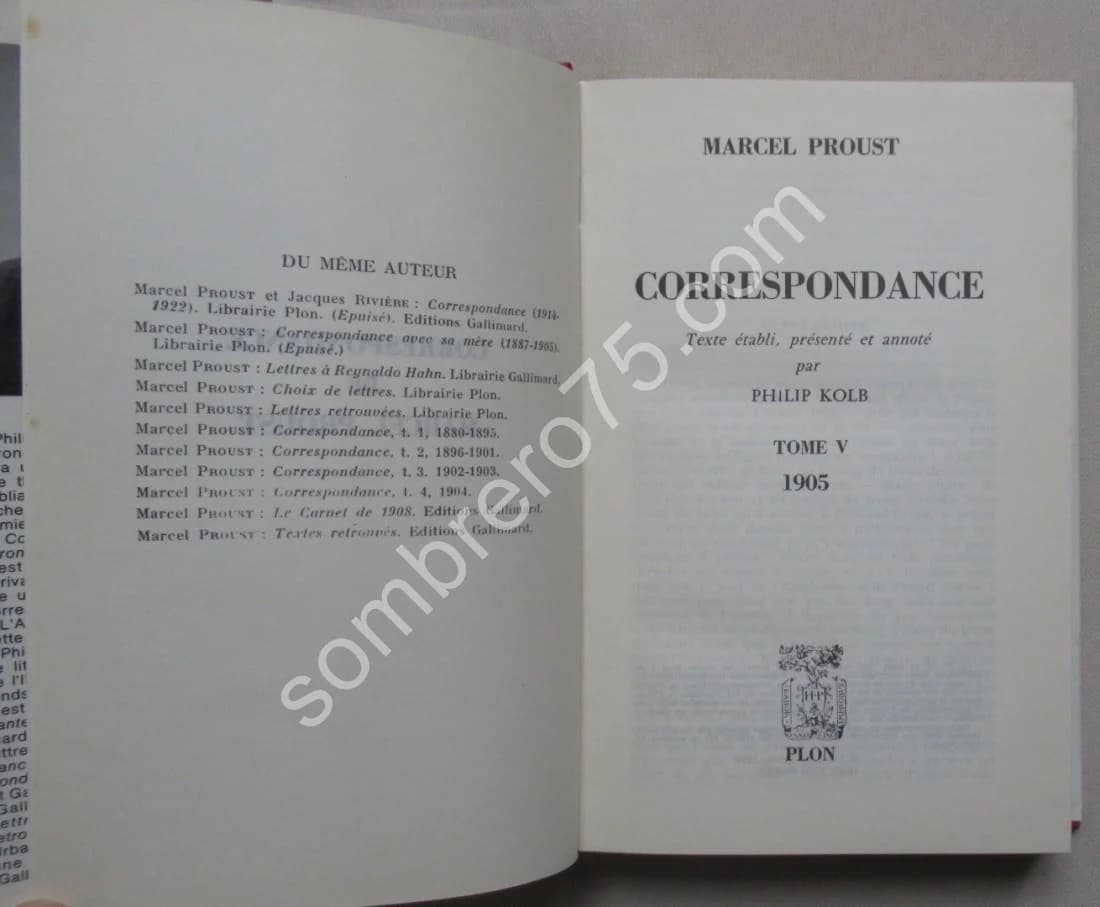 DU MÊME AUTEUR
Marcel PROUST et Jacques RIVIÈRE : Correspondance (1914-
1922). Librairie Plon. (Epuisé). Editions Gallimard.
Marcel PROUST : Correspondance avec sa mère (1887-1905).
Librairie Plon. (Epuisé.)
Marcel PROUST : Lettres à Reynaldo Hahn. Librairie Gallimard.
Marcel PROUST : Choix de lettres. Librairie Plon.
Marcel PROUST : Lettres retrouvées. Librairie Plon.
Marcel PROUST : Correspondance, t. 1, 1880-1895.
Marcel PROUST : Correspondance, t. 2, 1896-1901.
Marcel PROUST : Correspondance, t. 3. 1902-1903.
Marcel PROUST : Correspondance, t. 4, 1904.
Marcel PROUST : Le Carnet de 1908. Editions Gallimard.
Marcel PROUST : Textes retrouvés. Editions Gallimard.
MARCEL PROUST
CORRESPONDANCE
Texte établi, présenté et annoté
par
PHILIP KOLB
TOME V
1905
PLON
sombrero75.com